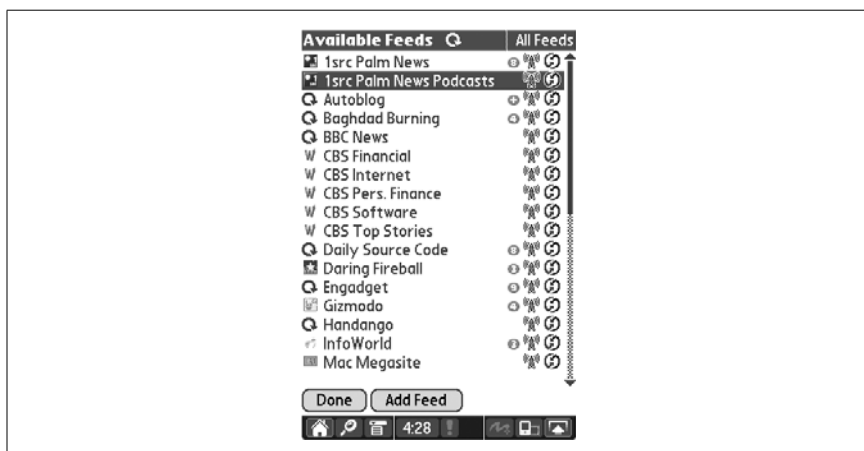 Available Feeds All Feeds
1src Palm News
1src Palm News Podcasts
Autoblog
Baghdad Burning
BBC News
W CBS Financial
W CBS Internet
W CBS Pers. Finance
W CBS Software
W CBS Top Stories
Daily Source Code
Daring Fireball
Engadget
Gizmodo
Handango
InfoWorld
Mac Megasite
Done Add Feed
4:28